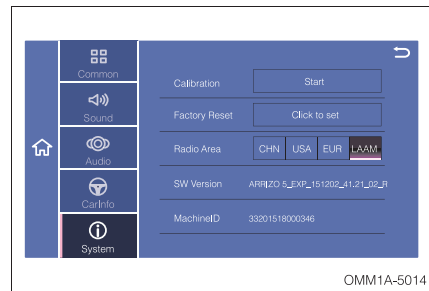 Common
Sound
Audio
CarInfo
System
Calibration Start
Factory Reset Click to set
Radio Area CHN USA EUR LAAM
SW Version ARRIZO 5_EXP_151202_41.21_02_R
MachineID 33201518000346
OMM1A-5014